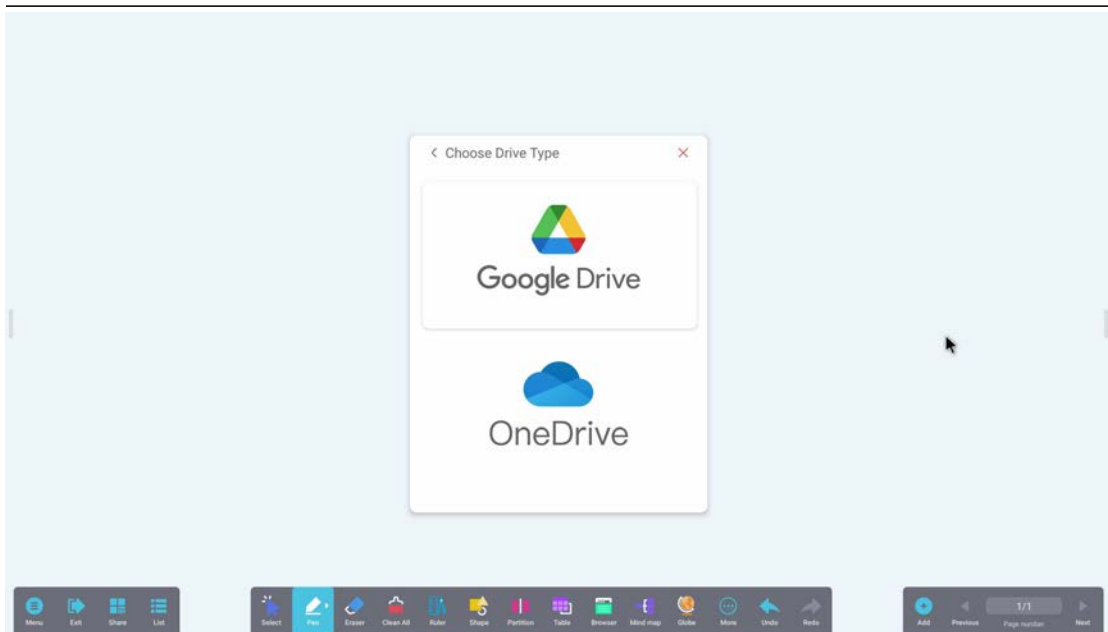 Choose Drive Type
Google Drive
OneDrive
Menu Exit Share List
Select Pen Eraser Clean All Ruler Shape Partition Table Browser Mind map Globe More Undo Redo
Add Previous 1/1 Page number Next